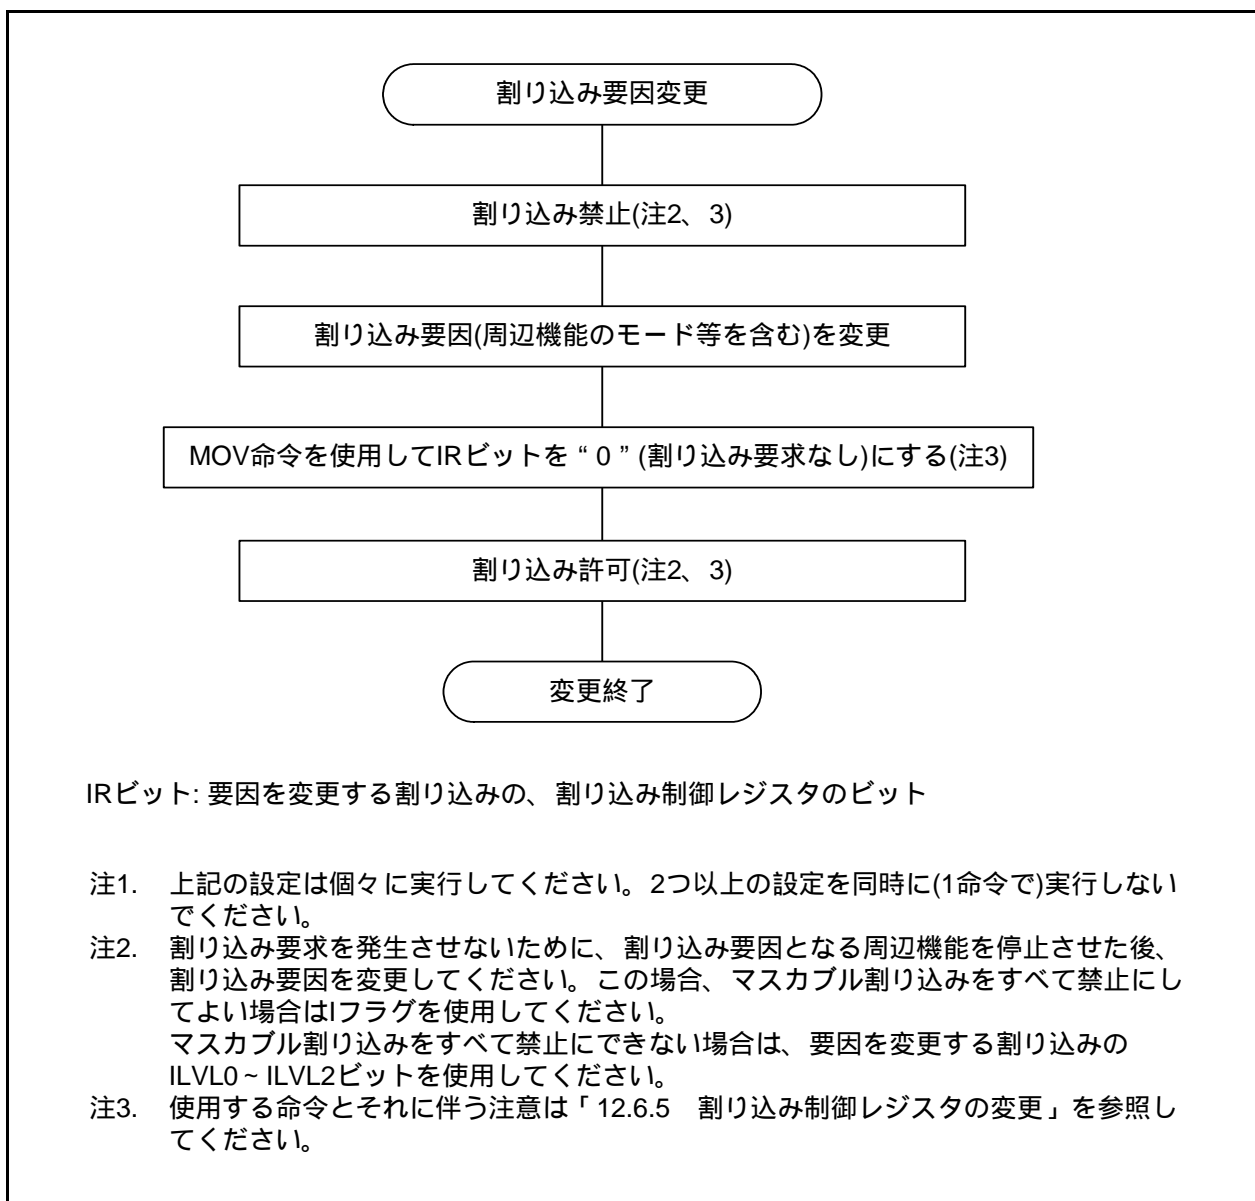 割り込み要因変更
割り込み禁止(注2、3)
割り込み要因(周辺機能のモード等を含む)を変更
MOV命令を使用してIRビットを“0”(割り込み要求なし)にする(注3)
割り込み許可(注2、3)
変更終了
IRビット: 要因を変更する割り込みの、割り込み制御レジスタのビット
注1. 上記の設定は個々に実行してください。2つ以上の設定を同時に(1命令で)実行しない
でください。
注2. 割り込み要求を発生させないために、割り込み要因となる周辺機能を停止させた後、
割り込み要因を変更してください。この場合、マスカブル割り込みをすべて禁止にし
てよい場合はIフラグを使用してください。
マスカブル割り込みをすべて禁止にできない場合は、要因を変更する割り込みの
ILVL0~ILVL2ビットを使用してください。
注3. 使用する命令とそれに伴う注意は「12.6.5 割り込み制御レジスタの変更」を参照し
てください。